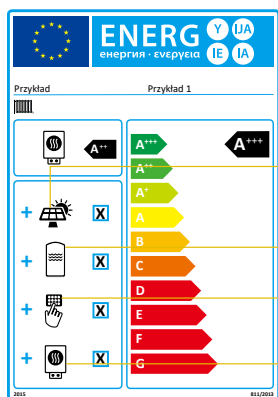 ENERG Y IJA
енергия · ενεργεια IE IA
Przykład Przykład 1
A++ A+++ A+++
A++
A+
+ X A
B
+ X C
D
+ X E
F
+ X G
2015 811/2013